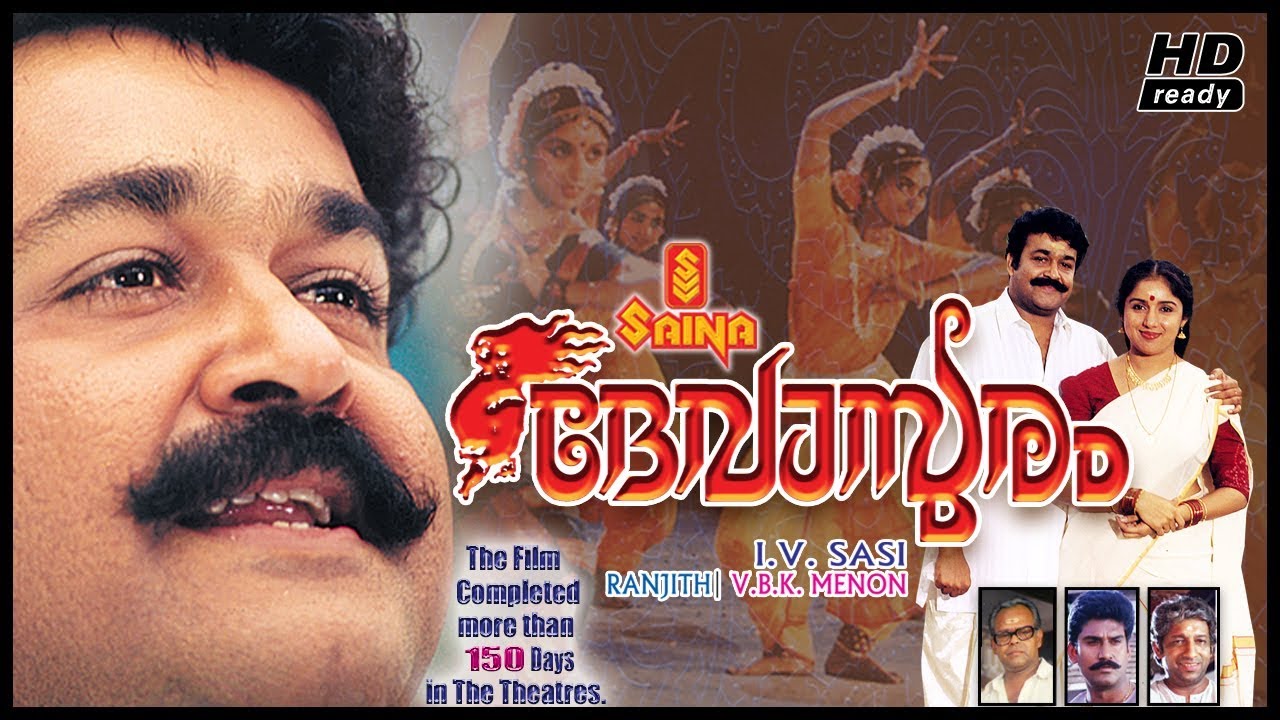 HD
ready
SAINA
ദേവാസുരം
I.V. SASI
RANJITH| V.B.K. MENON
The Film
Completed
more than
150 Days
in The Theatres.